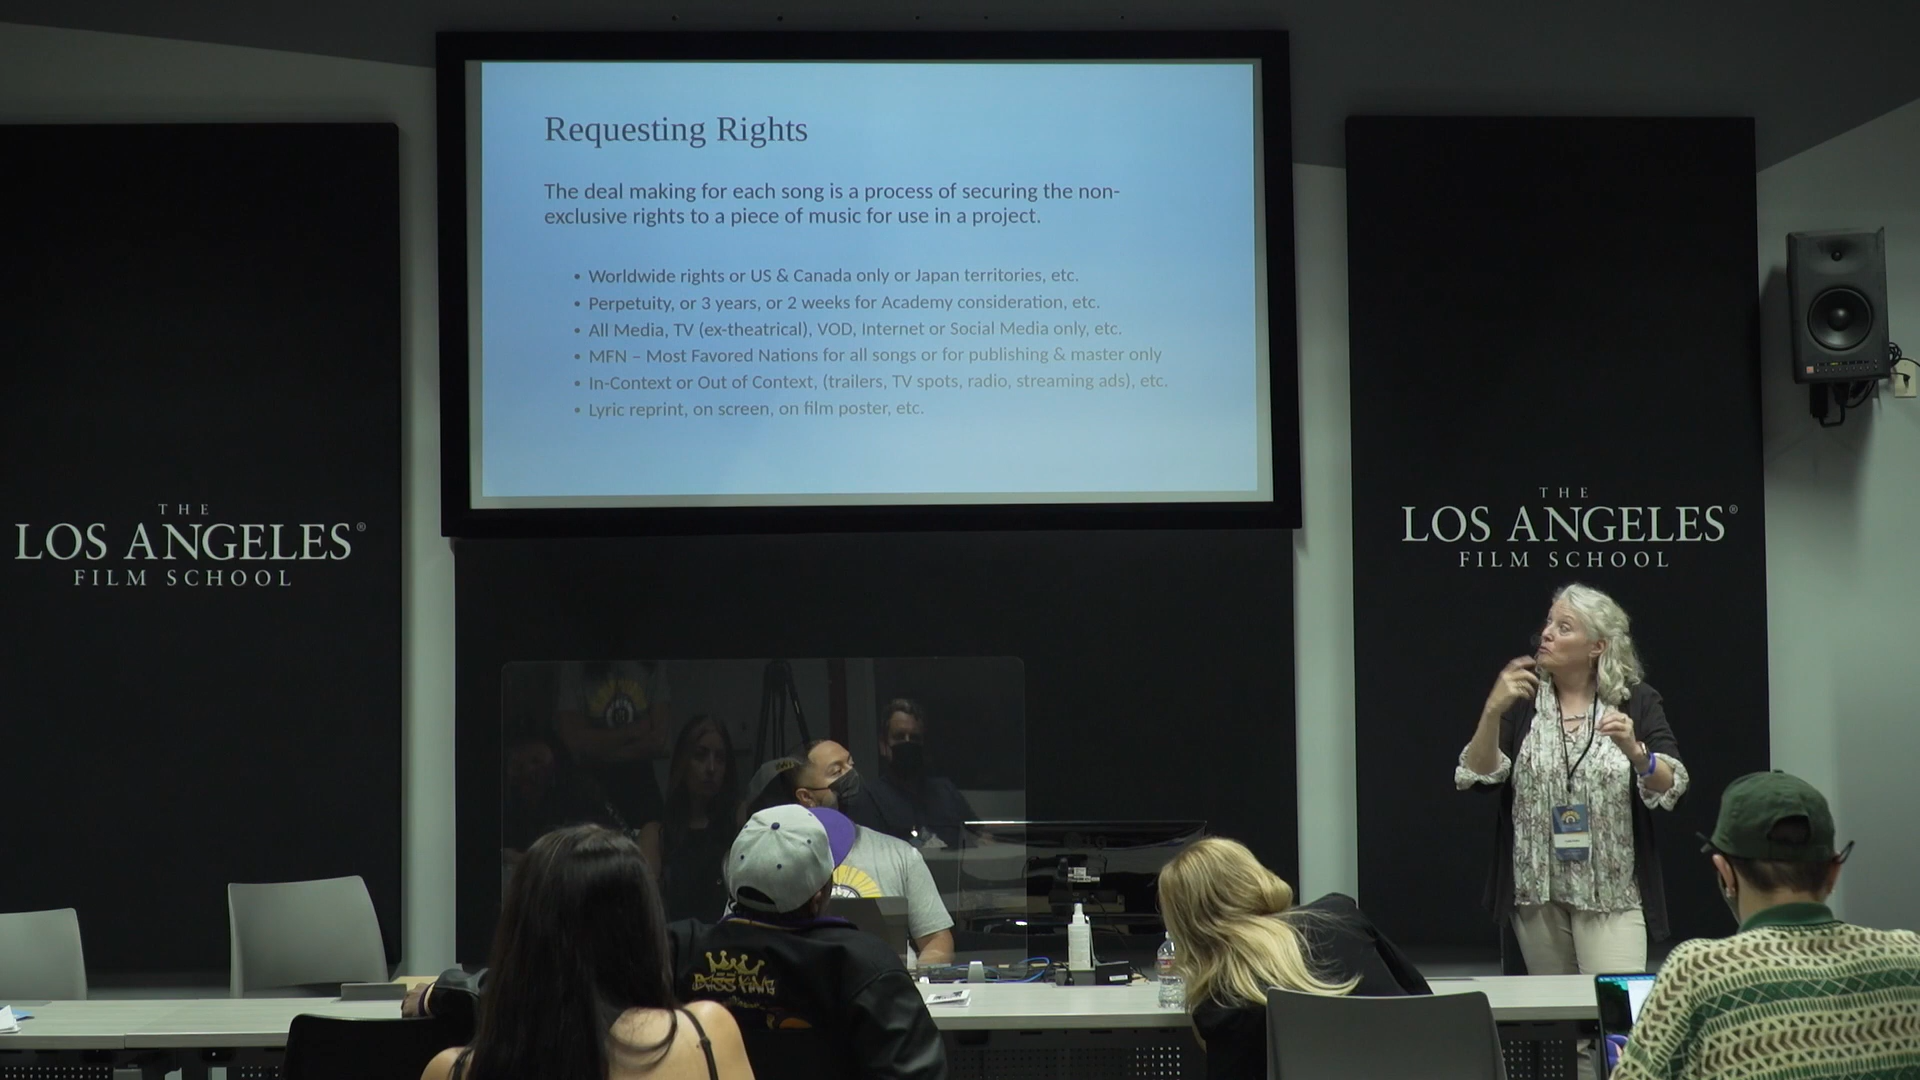 Requesting Rights
The deal making for each song is a process of securing the non-
exclusive rights to a piece of music for use in a project.
• Worldwide rights or US & Canada only or Japan territories, etc.
• Perpetuity, or 3 years, or 2 weeks for Academy consideration, etc.
• All Media, TV (ex-theatrical), VOD, Internet or Social Media only, etc.
• MFN – Most Favored Nations for all songs or for publishing & master only
• In-Context or Out of Context, (trailers, TV spots, radio, streaming ads), etc.
• Lyric reprint, on screen, on film poster, etc.
THE
LOS ANGELES®
FILM SCHOOL
THE
LOS ANGELES®
FILM SCHOOL